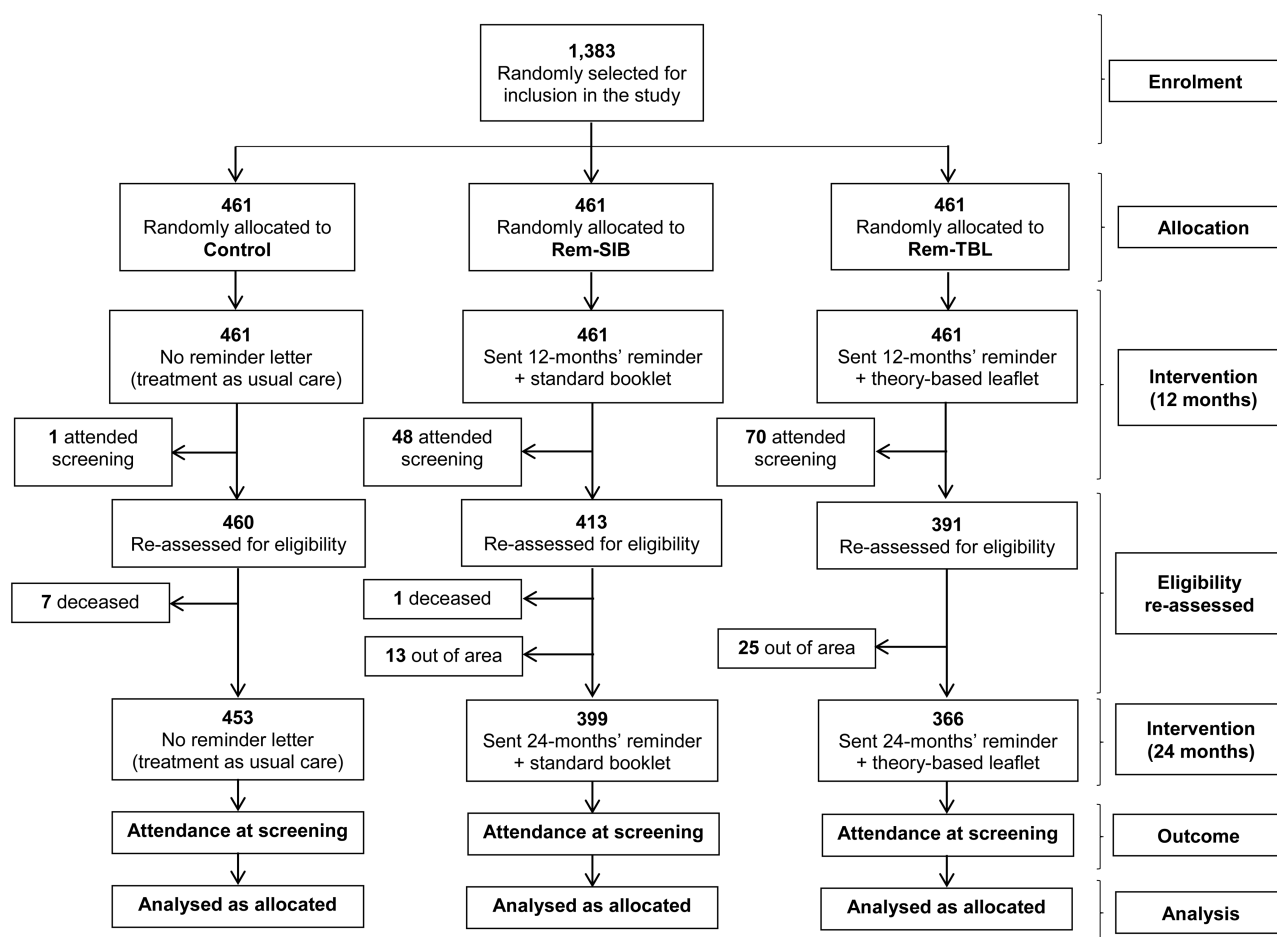 1,383
Randomly selected for
inclusion in the study
Enrolment
461
Randomly allocated to
Control
461
Randomly allocated to
Rem-SIB
461
Randomly allocated to
Rem-TBL
Allocation
461
No reminder letter
(treatment as usual care)
461
Sent 12-months’ reminder
+ standard booklet
461
Sent 12-months’ reminder
+ theory-based leaflet
Intervention
(12 months)
1 attended
screening
48 attended
screening
70 attended
screening
460
Re-assessed for eligibility
413
Re-assessed for eligibility
391
Re-assessed for eligibility
Eligibility
re-assessed
7 deceased
1 deceased
13 out of area
25 out of area
453
No reminder letter
(treatment as usual care)
399
Sent 24-months’ reminder
+ standard booklet
366
Sent 24-months’ reminder
+ theory-based leaflet
Intervention
(24 months)
Attendance at screening
Attendance at screening
Attendance at screening
Outcome
Analysed as allocated
Analysed as allocated
Analysed as allocated
Analysis